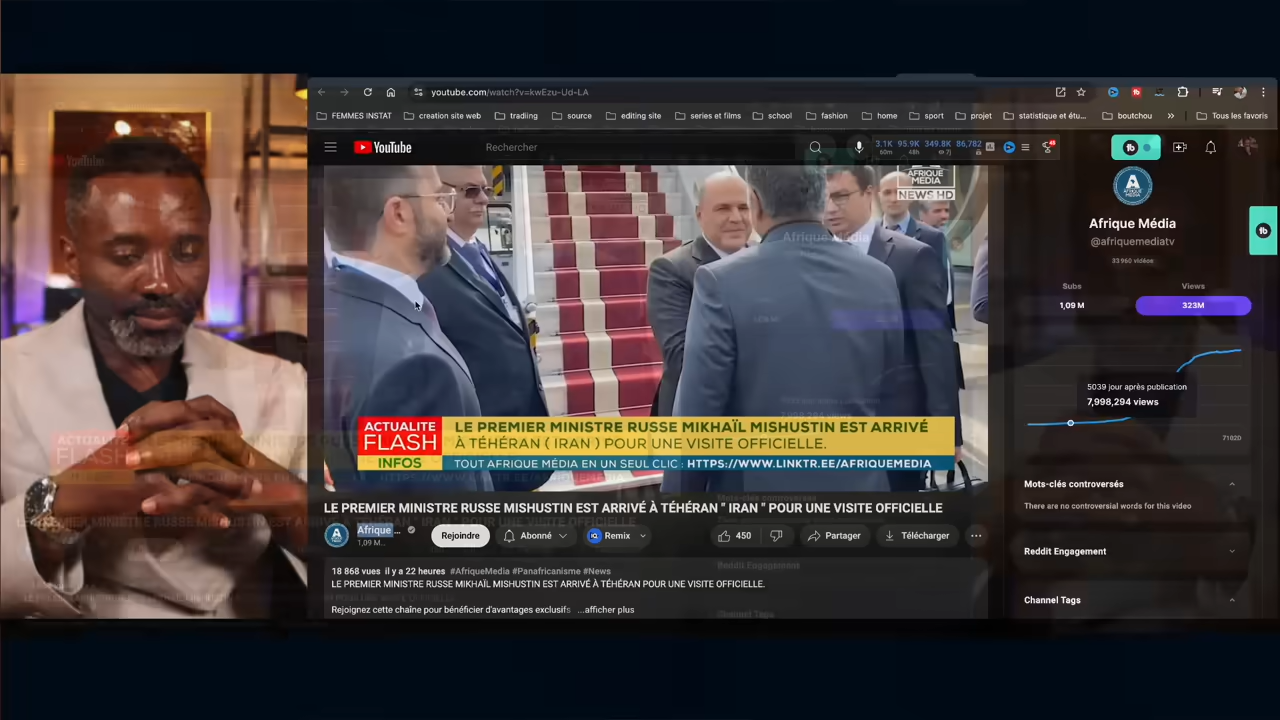 youtube.com/watch?v=kwEzu-Ud-LA
FEMMES INSTAT
creation site web
tradiing
source
editing site
series et films
school
fashion
home
sport
projet
statistique et étu...
boutchou
Tous les favoris
YouTube
Rechercher
3.1K 95.9K 349.8K 86,782
60m 48h
AFRIQUE
MEDIA
NEWS HD
ACTUALITE
FLASH
INFOS
LE PREMIER MINISTRE RUSSE MIKHAÏL MISHUSTIN EST ARRIVÉ
À TÉHÉRAN ( IRAN ) POUR UNE VISITE OFFICIELLE.
TOUT AFRIQUE MÉDIA EN UN SEUL CLIC : HTTPS://WWW.LINKTR.EE/AFRIQUEMEDIA
LE PREMIER MINISTRE RUSSE MISHUSTIN EST ARRIVÉ À TÉHÉRAN " IRAN " POUR UNE VISITE OFFICIELLE
Afrique ...
1,09 M...
Rejoindre
Abonné
Remix
450
Partager
Télécharger
18 868 vues il y a 22 heures #AfriqueMedia #Panafricanisme #News
LE PREMIER MINISTRE RUSSE MIKHAÏL MISHUSTIN EST ARRIVÉ À TÉHÉRAN POUR UNE VISITE OFFICIELLE.
Rejoignez cette chaîne pour bénéficier d'avantages exclusifs ...afficher plus
Afrique Média
@afriquemediatv
33 960 vidéos
Subs
Views
1,09 M
323M
5039 jour après publication
7,998,294 views
7182D
Mots-clés controversés
There are no controversial words for this video
Reddit Engagement
Channel Tags